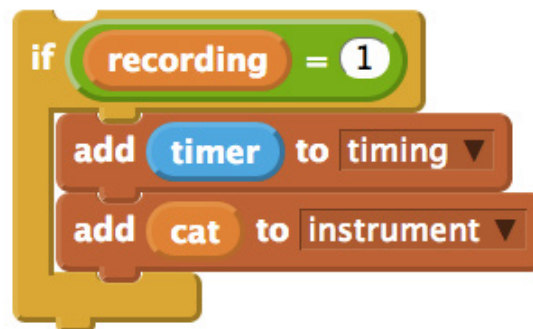 if recording = 1
add timer to timing
add cat to instrument